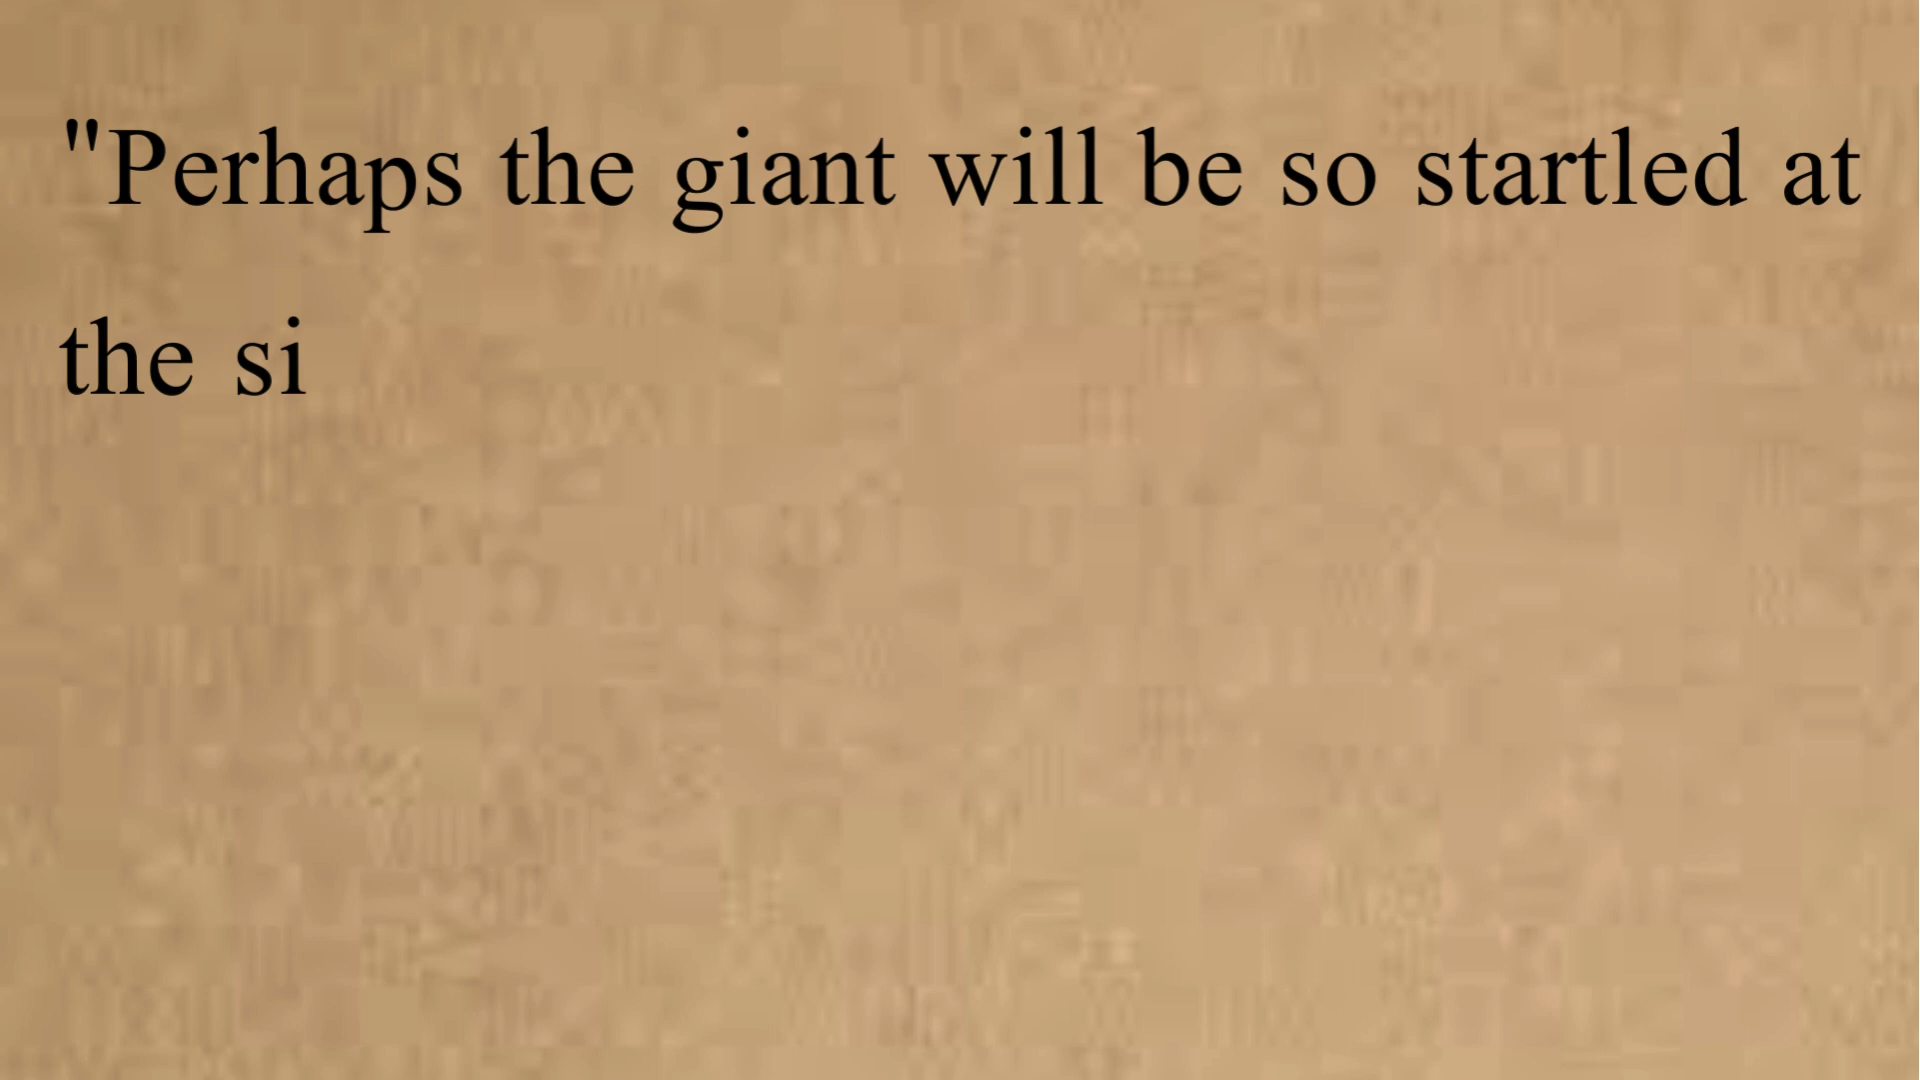 "Perhaps the giant will be so startled at
the si